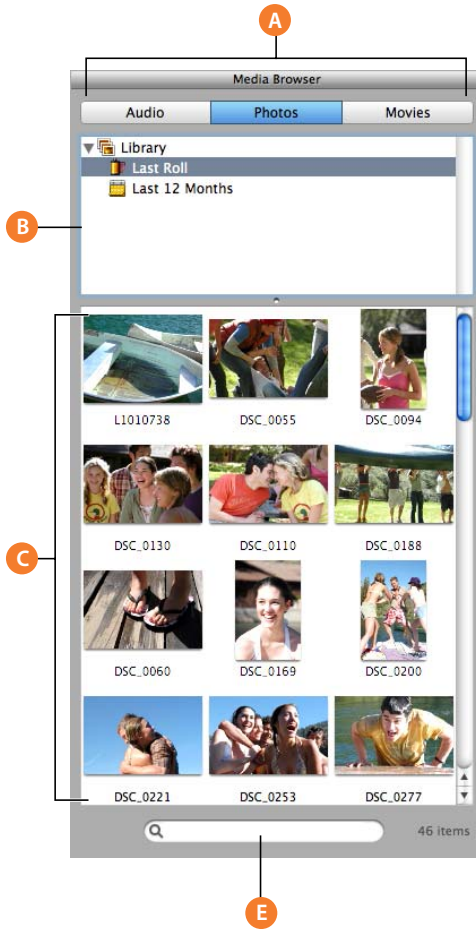 A
Media Browser
Audio Photos Movies
Library
Last Roll
Last 12 Months
B
L1010738 DSC_0055 DSC_0094
DSC_0130 DSC_0110 DSC_0188
C
DSC_0060 DSC_0169 DSC_0200
DSC_0221 DSC_0253 DSC_0277
46 items
E